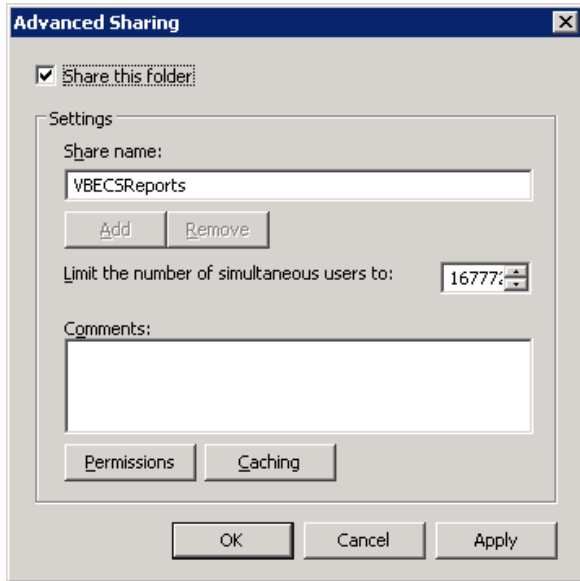 Advanced Sharing
Share this folder
Settings
Share name:
VBECSReports
Add Remove
Limit the number of simultaneous users to: 167772
Comments:
Permissions Caching
OK Cancel Apply